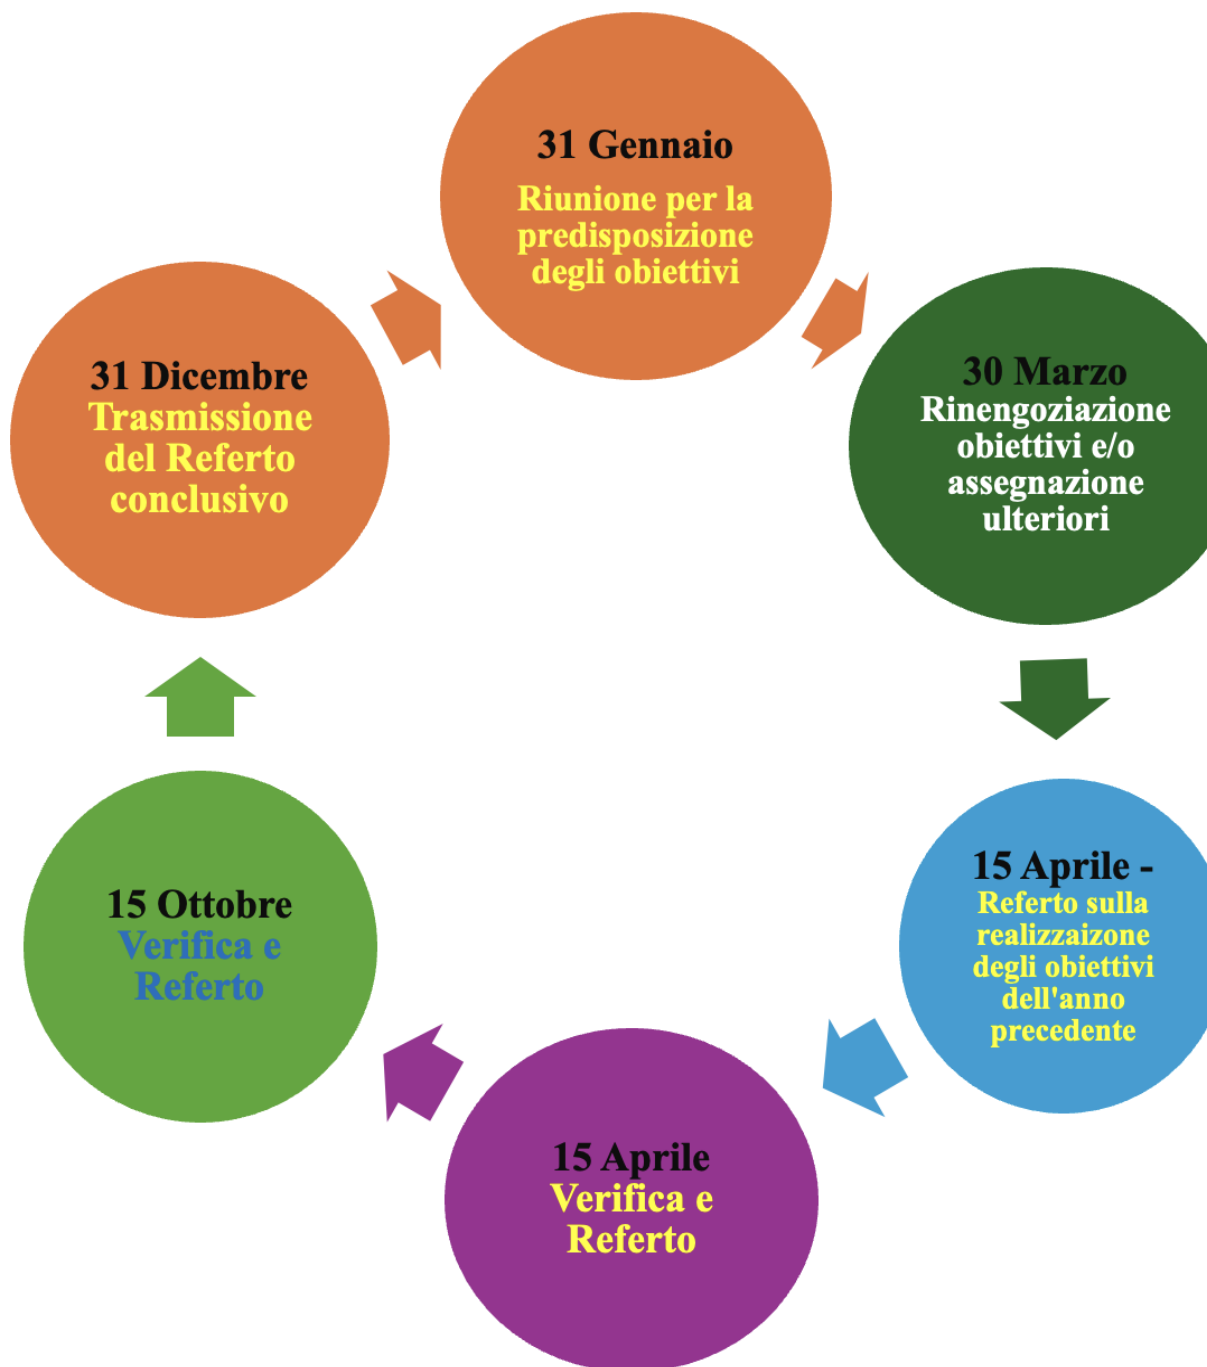 31 Gennaio
Riunione per la
predisposizione
degli obiettivi
30 Marzo
Rinengoziazione
obiettivi e/o
assegnazione
ulteriori
15 Aprile -
Referto sulla
realizzaizone
degli obiettivi
dell'anno
precedente
15 Aprile
Verifica e
Referto
15 Ottobre
Verifica e
Referto
31 Dicembre
Trasmissione
del Referto
conclusivo